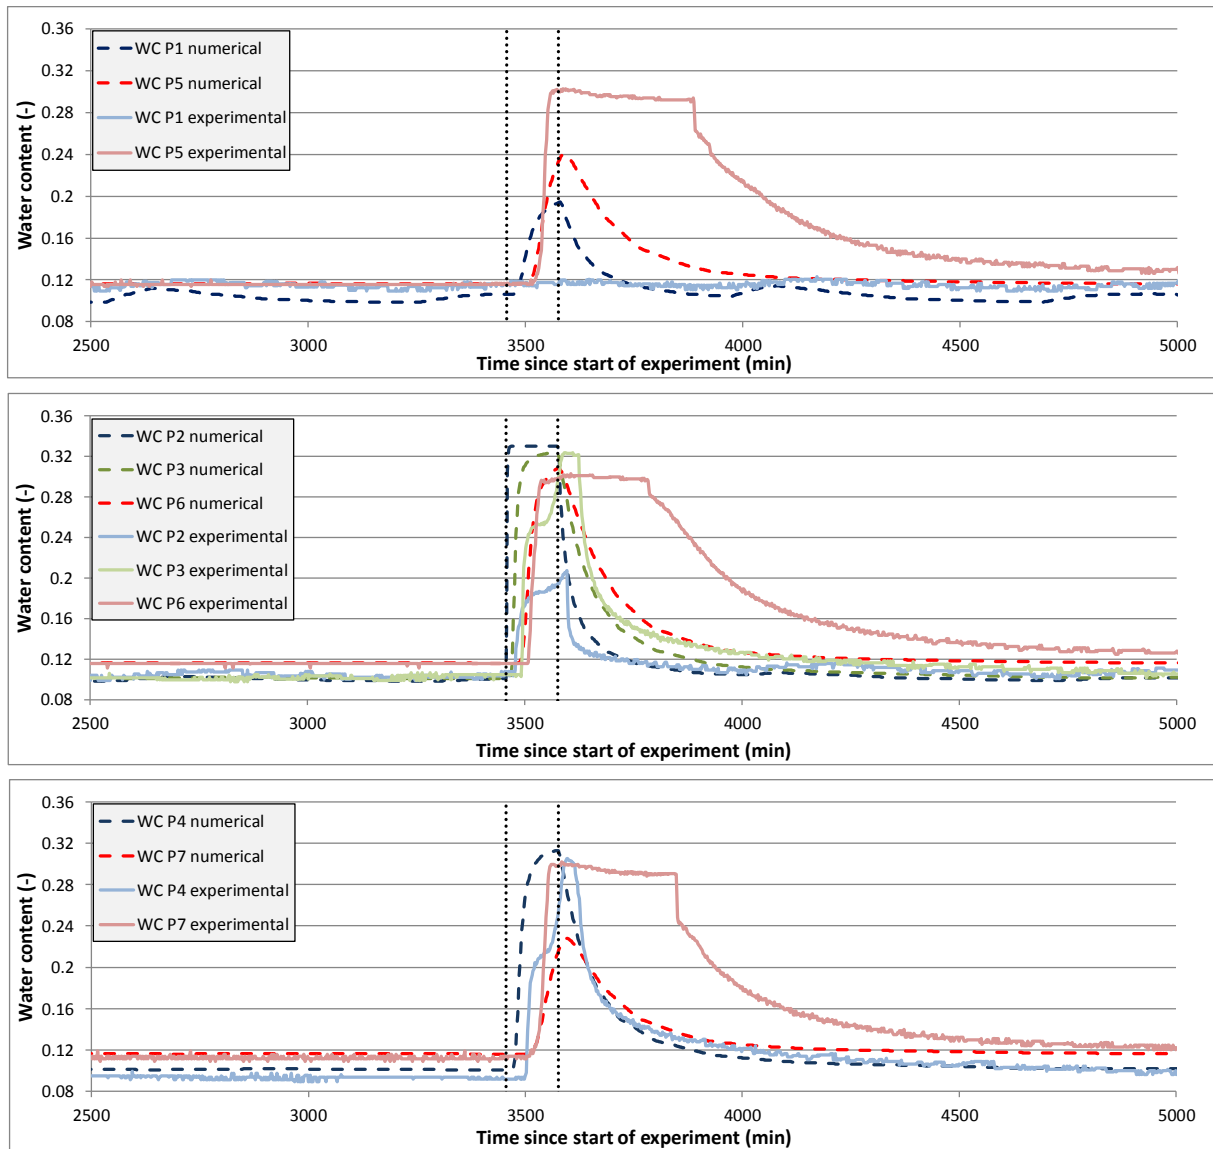 0.36
0.32
0.28
0.24
0.2
0.16
0.12
0.08
Water content (-)
WC P1 numerical
WC P5 numerical
WC P1 experimental
WC P5 experimental
2500 3000 3500 4000 4500 5000
Time since start of experiment (min)
0.36
0.32
0.28
0.24
0.2
0.16
0.12
0.08
Water content (-)
WC P2 numerical
WC P3 numerical
WC P6 numerical
WC P2 experimental
WC P3 experimental
WC P6 experimental
2500 3000 3500 4000 4500 5000
Time since start of experiment (min)
0.36
0.32
0.28
0.24
0.2
0.16
0.12
0.08
Water content (-)
WC P4 numerical
WC P7 numerical
WC P4 experimental
WC P7 experimental
2500 3000 3500 4000 4500 5000
Time since start of experiment (min)